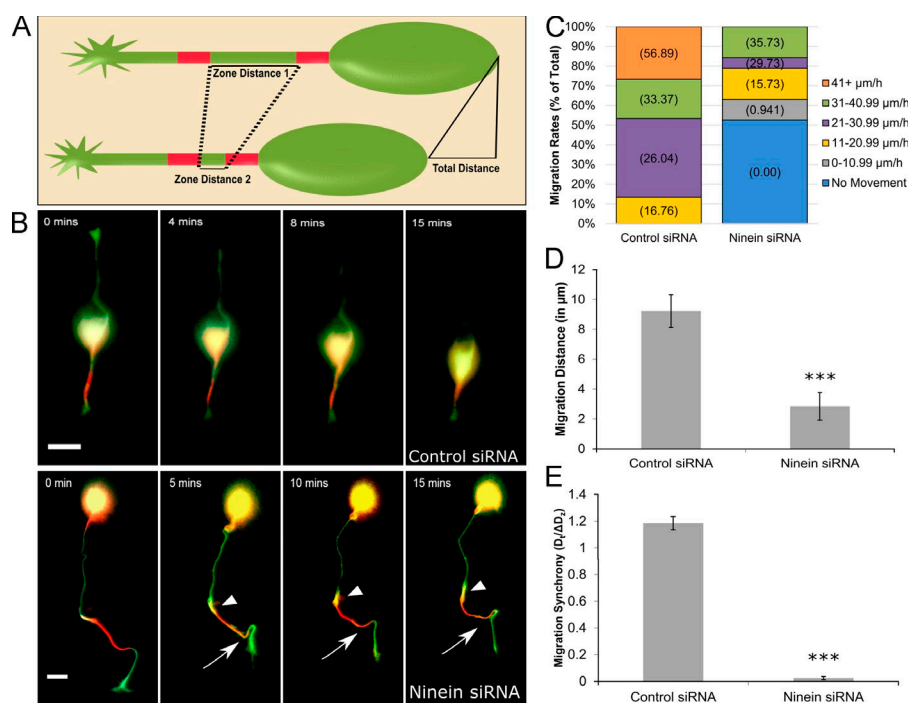 A
Zone Distance 1
Zone Distance 2
Total Distance
B
0 mins
4 mins
8 mins
15 mins
Control siRNA
0 min
5 mins
10 mins
15 mins
Ninein siRNA
C
Migration Rates (% of Total)
100%
90%
80%
70%
60%
50%
40%
30%
20%
10%
0%
(56.89)
(33.37)
(26.04)
(16.76)
(35.73)
(29.73)
(15.73)
(0.941)
(0.00)
Control siRNA
Ninein siRNA
41+ µm/h
31-40.99 µm/h
21-30.99 µm/h
11-20.99 µm/h
0-10.99 µm/h
No Movement
D
Migration Distance (in µm)
12
10
8
6
4
2
0
***
Control siRNA
Ninein siRNA
E
Migration Synchrony (Dₜ/ΔD₂)
1.4
1.2
1
0.8
0.6
0.4
0.2
0
***
Control siRNA
Ninein siRNA